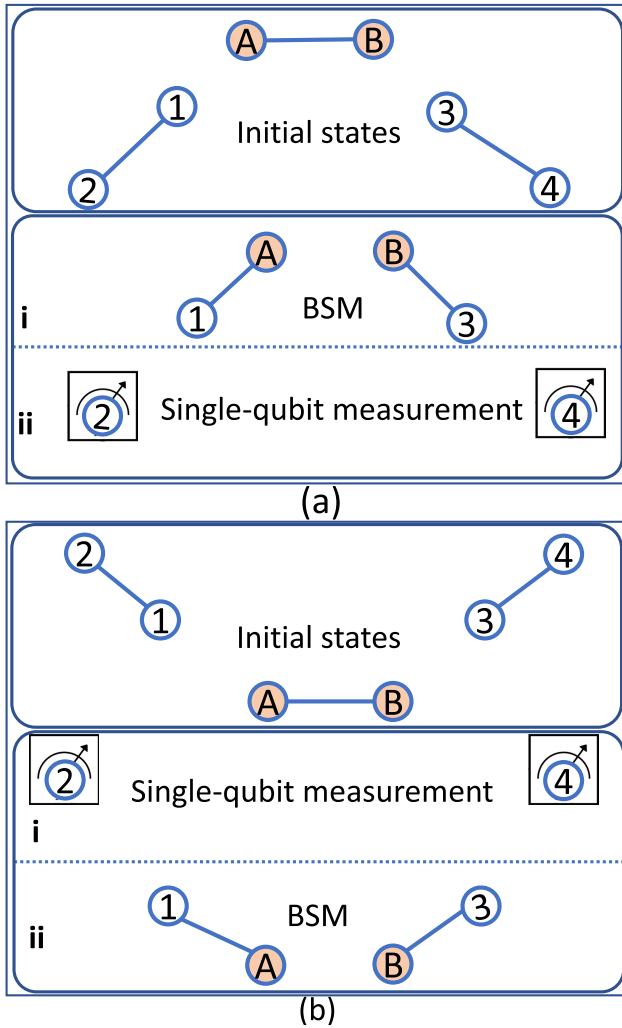 A B
1 3
Initial states
2 4
A B
i 1 BSM 3
ii 2 Single-qubit measurement 4
(a)
2 4
1 3
Initial states
A B
2 Single-qubit measurement 4
i
1 BSM 3
ii
A B
(b)